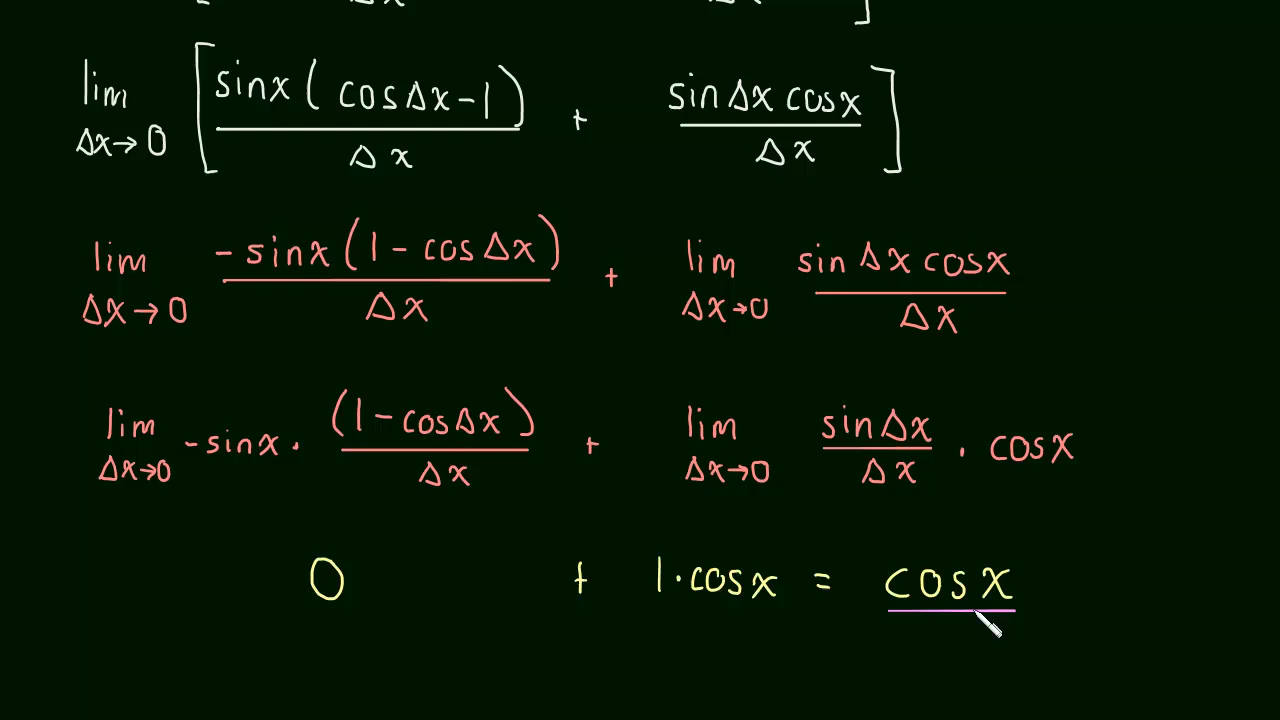 Δx Δx ]
lim Δx→0 [ sinx ( cosΔx-1 ) / Δx + sinΔx cosx / Δx ]
lim Δx→0 -sinx (1 - cosΔx) / Δx + lim Δx→0 sinΔx cosx / Δx
lim Δx→0 -sinx · (1 - cosΔx) / Δx + lim Δx→0 sinΔx / Δx · cosx
0 + 1·cosx = cosx